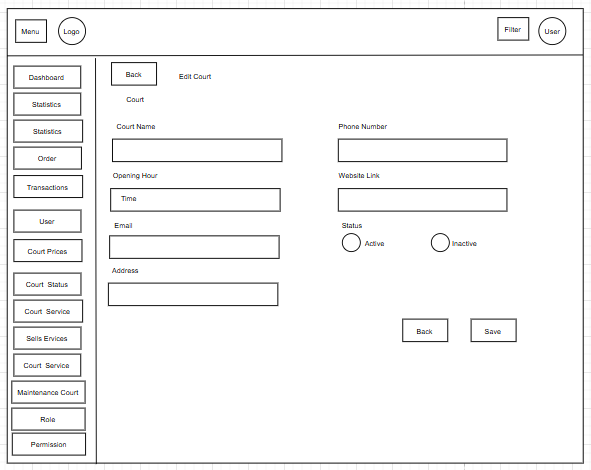 Menu
Logo
Filter
User
Dashboard
Statistics
Statistics
Order
Transactions
User
Court Prices
Court Status
Court Service
Sells Ervices
Court Service
Maintenance Court
Role
Permission
Back
Edit Court
Court
Court Name
Phone Number
Opening Hour
Website Link
Time
Email
Status
Active
Inactive
Address
Back
Save